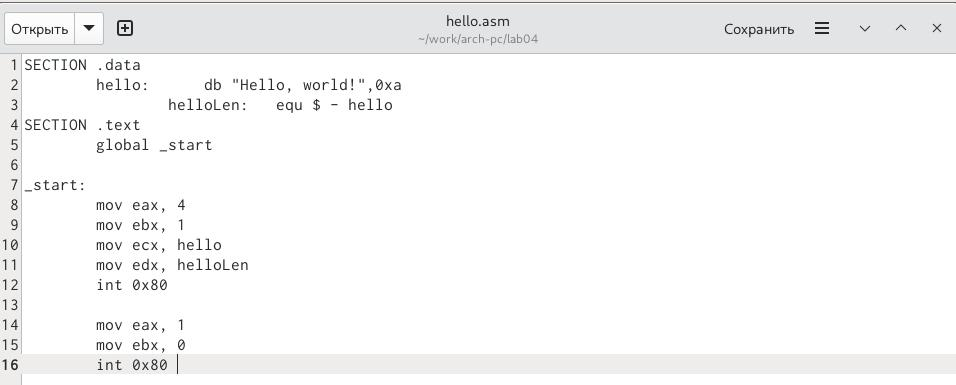 Открыть
hello.asm
~/work/arch-pc/lab04
Сохранить
1 SECTION .data
2         hello:      db "Hello, world!",0xa
3                 helloLen:   equ $ - hello
4 SECTION .text
5         global _start
6
7 _start:
8         mov eax, 4
9         mov ebx, 1
10         mov ecx, hello
11         mov edx, helloLen
12         int 0x80
13
14         mov eax, 1
15         mov ebx, 0
16         int 0x80